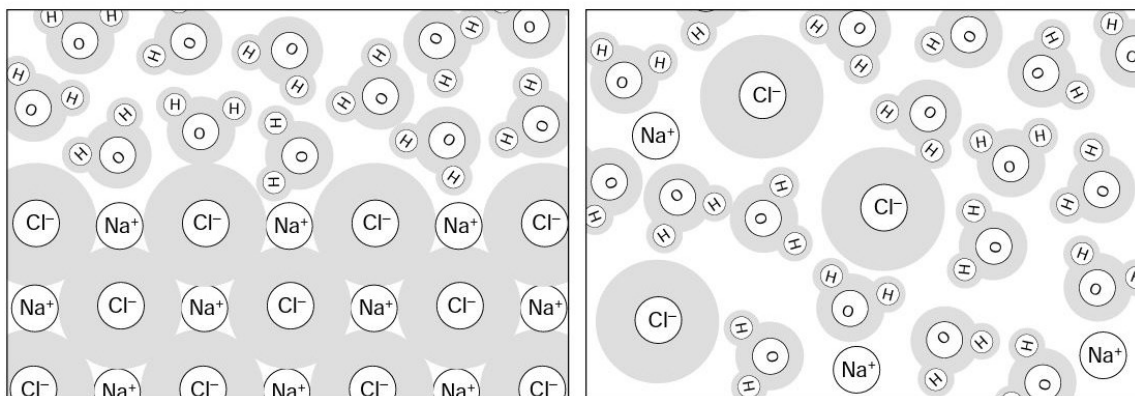 H H
O
H O
H O H
O H H
O
H H
O
H H O
H H O
H H O
H H
O
H O H
H O H
Cl⁻ Na⁺ Cl⁻ Na⁺ Cl⁻ Na⁺ Cl⁻
Na⁺ Cl⁻ Na⁺ Cl⁻ Na⁺ Cl⁻ Na⁺
Cl⁻ Na⁺ Cl⁻ Na⁺ Cl⁻ Na⁺ Cl⁻
H
H H
O
H O H
H O
H O H
H O
Cl⁻
Na⁺
H O H
H H
O
H O H
O H
O H H
H O H
Cl⁻
H O H
H O H
H H
O
Cl⁻
H O H
O H H
H O
Na⁺
Na⁺